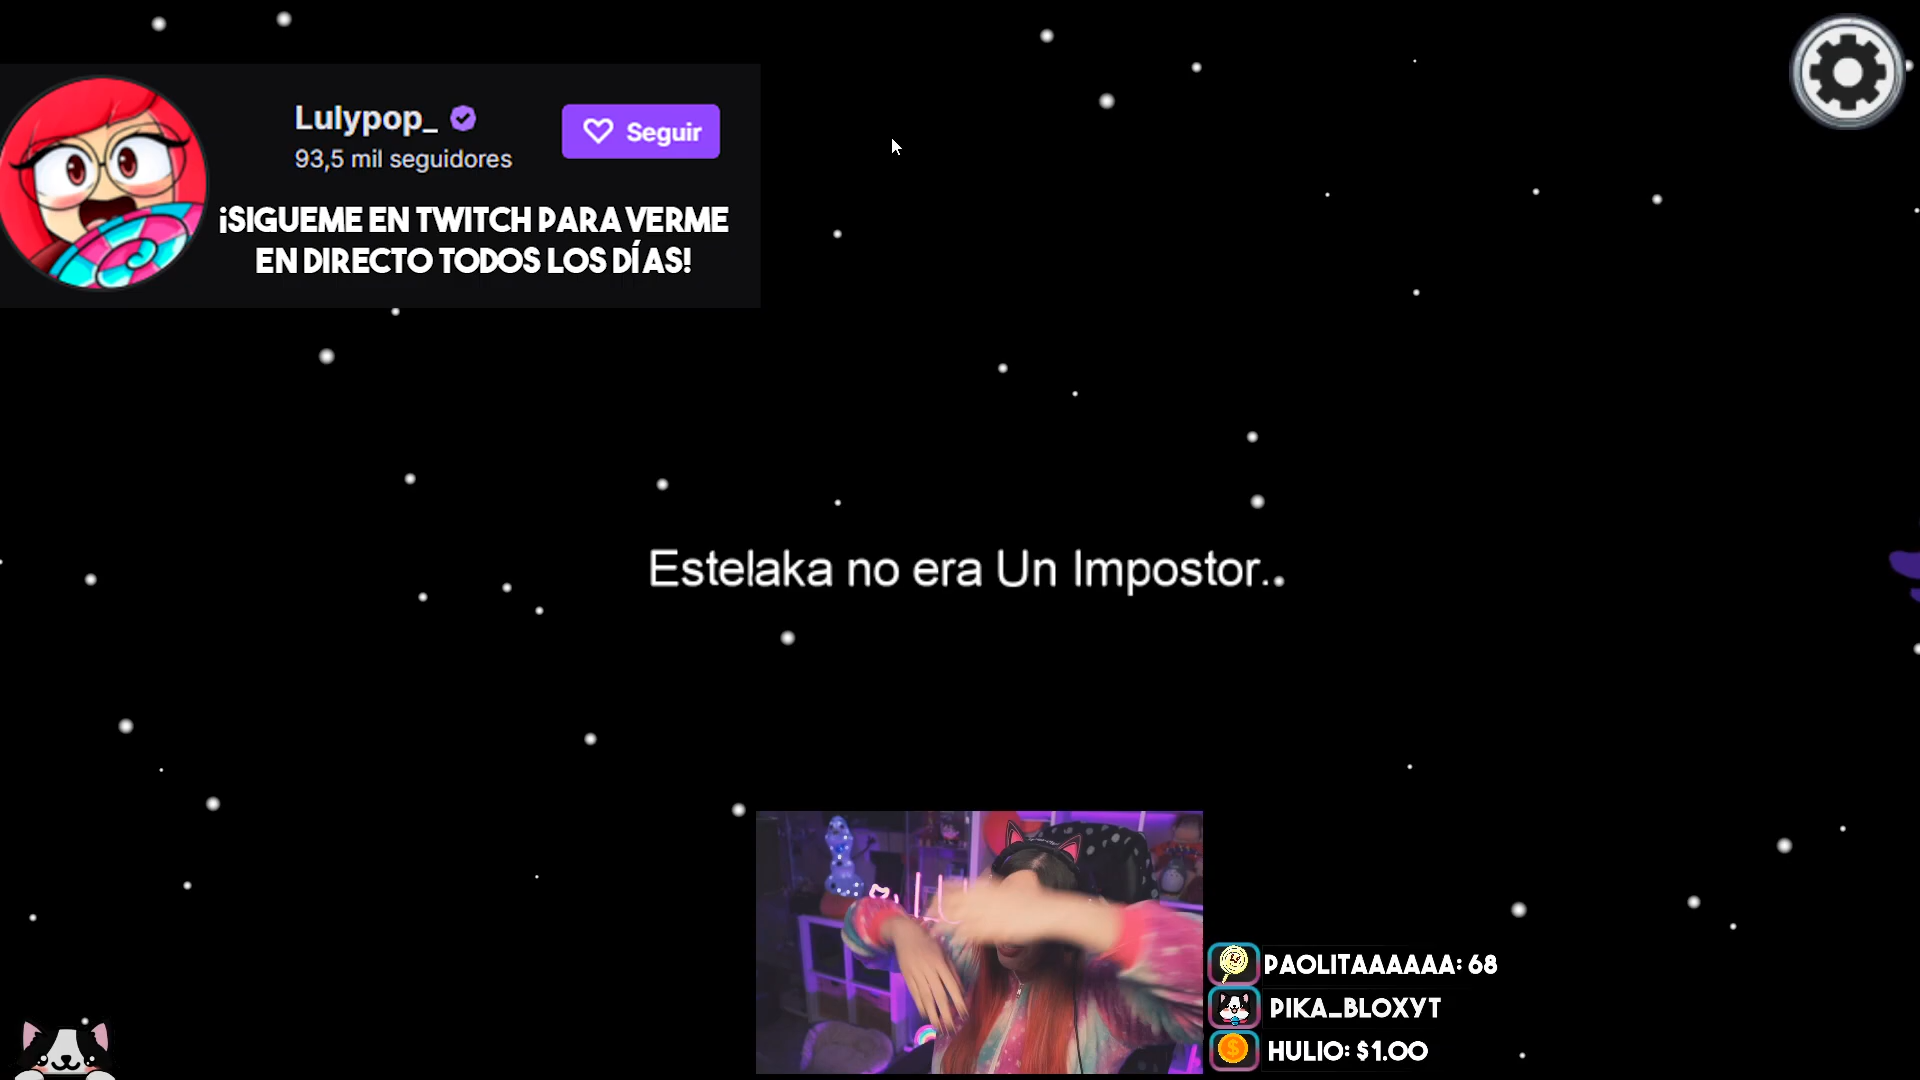 Lulypop_
93,5 mil seguidores
Seguir
¡SIGUEME EN TWITCH PARA VERME
EN DIRECTO TODOS LOS DÍAS!
Estelaka no era Un Impostor..
PAOLITAAAAAA: 68
PIKA_BLOXYT
HULIO: $1.00